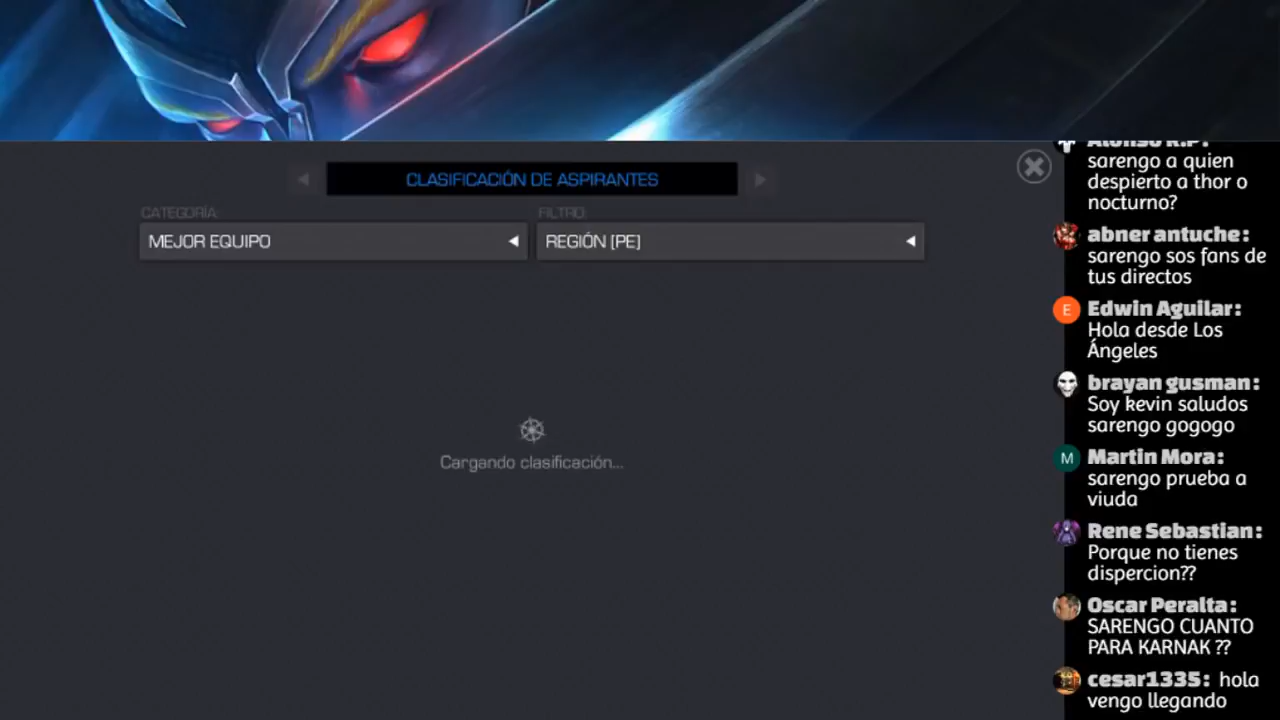 CLASIFICACIÓN DE ASPIRANTES
CATEGORÍA:
FILTRO:
MEJOR EQUIPO
REGIÓN [PE]
Cargando clasificación...
Alonso R.P:
sarengo a quien
despierto a thor o
nocturno?
abner antuche:
sarengo sos fans de
tus directos
E
Edwin Aguilar:
Hola desde Los
Ángeles
brayan gusman:
Soy kevin saludos
sarengo gogogo
M
Martin Mora:
sarengo prueba a
viuda
Rene Sebastian:
Porque no tienes
dispercion??
Oscar Peralta:
SARENGO CUANTO
PARA KARNAK ??
cesar1335: hola
vengo llegando